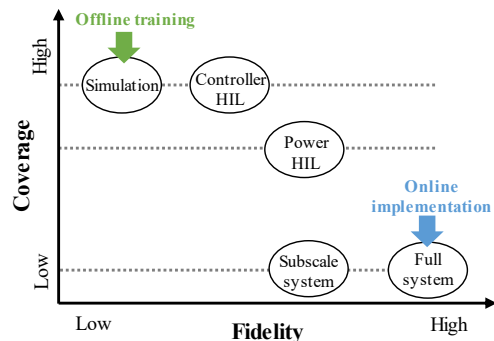 Offline training
High
Simulation
Controller
HIL
Power
HIL
Coverage
Online
implementation
Low
Subscale
system
Full
system
Low
Fidelity
High